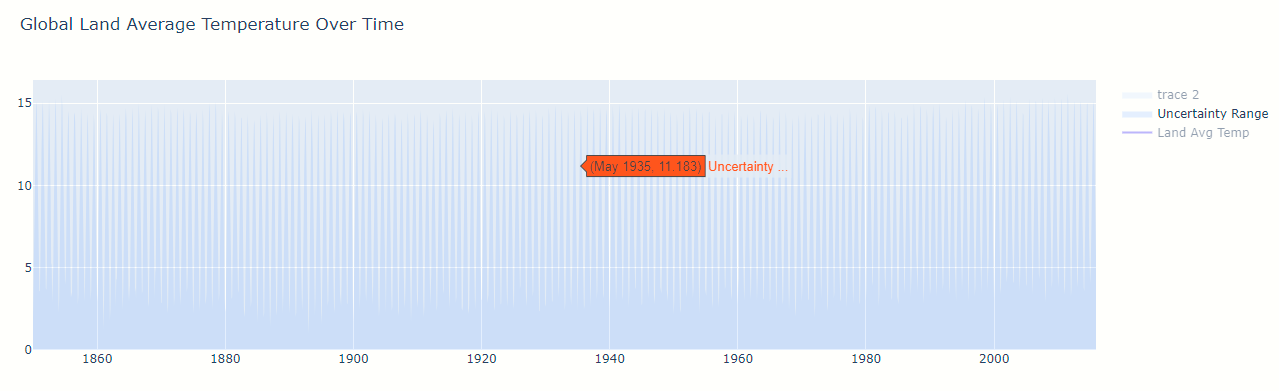 Global Land Average Temperature Over Time
trace 2
Uncertainty Range
Land Avg Temp
15
10
5
0
(May 1935, 11.183) Uncertainty ...
1860 1880 1900 1920 1940 1960 1980 2000